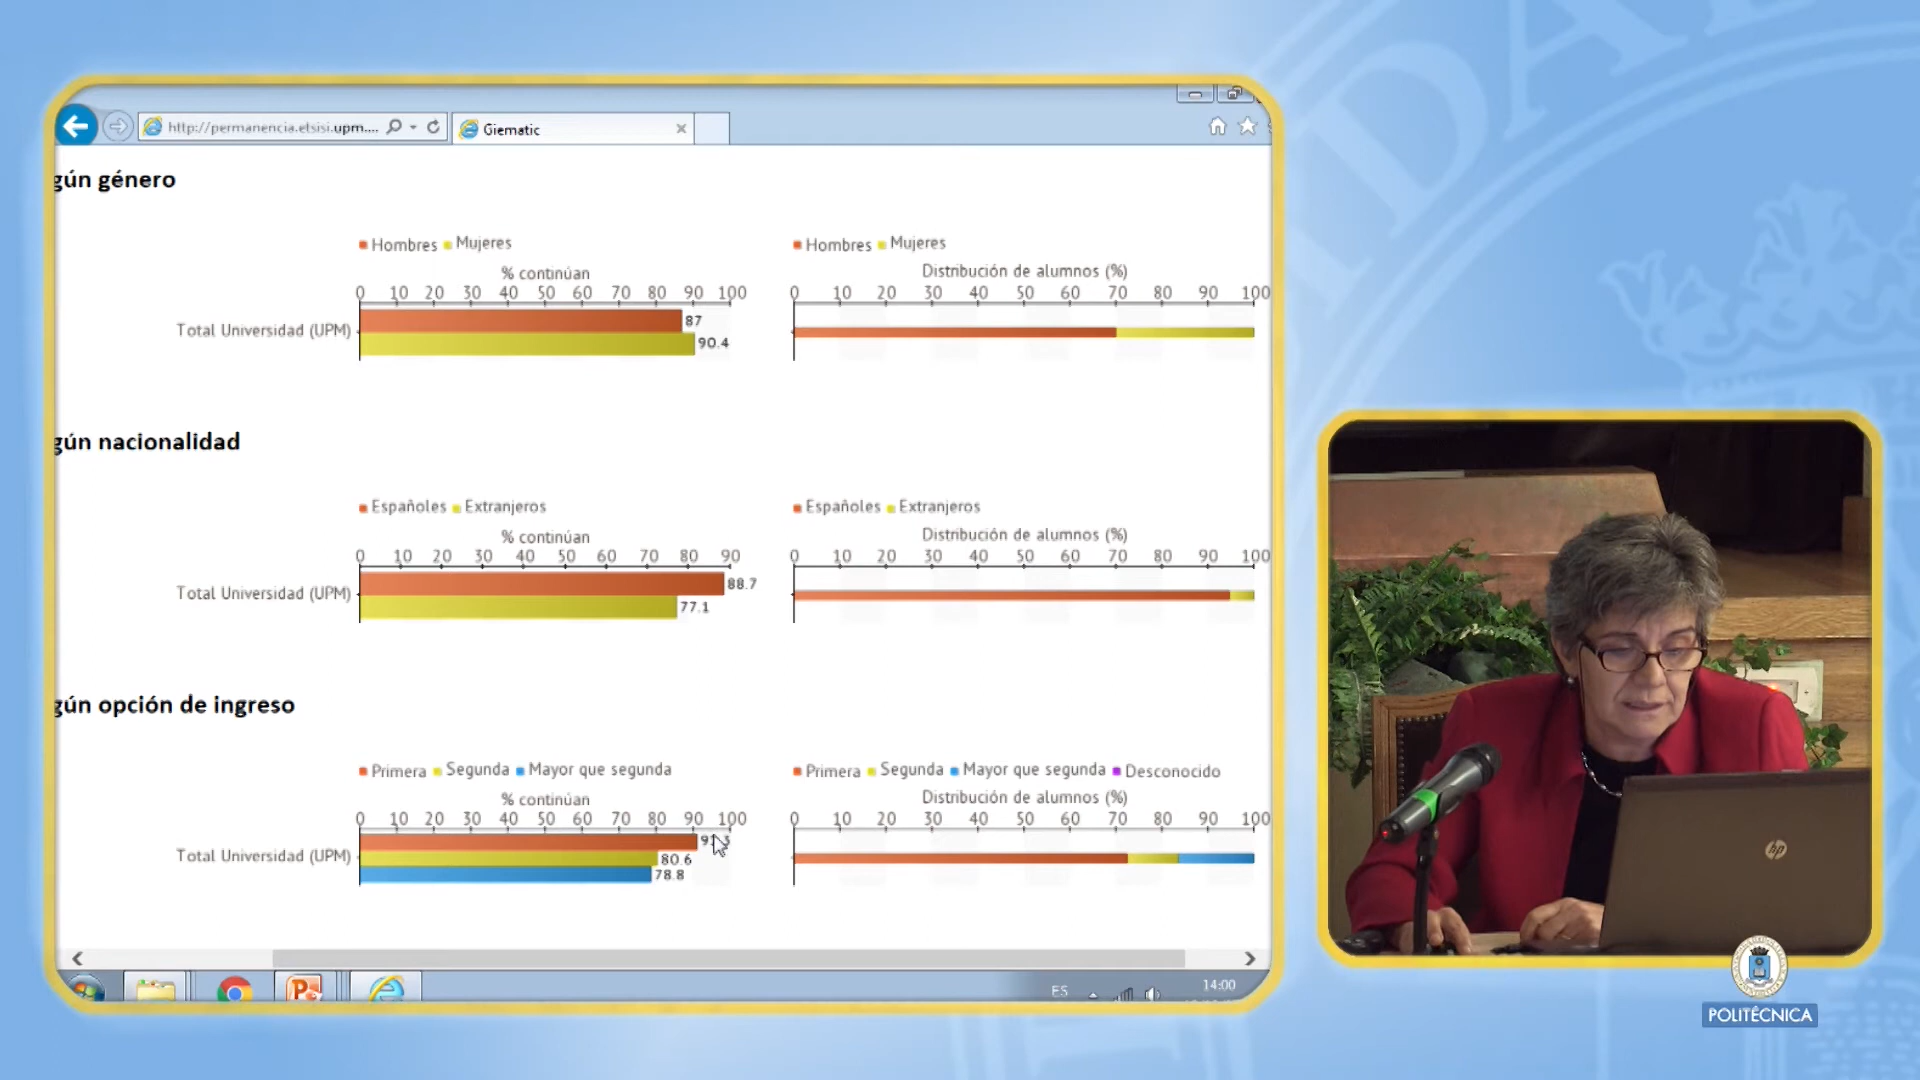 http://permanencia.etsisi.upm....
Giematic
gún género
Hombres Mujeres
Hombres Mujeres
% continúan
Distribución de alumnos (%)
0 10 20 30 40 50 60 70 80 90 100
0 10 20 30 40 50 60 70 80 90 100
Total Universidad (UPM)
87
90.4
gún nacionalidad
Españoles Extranjeros
Españoles Extranjeros
% continúan
Distribución de alumnos (%)
0 10 20 30 40 50 60 70 80 90
0 10 20 30 40 50 60 70 80 90 100
Total Universidad (UPM)
88.7
77.1
gún opción de ingreso
Primera Segunda Mayor que segunda
Primera Segunda Mayor que segunda Desconocido
% continúan
Distribución de alumnos (%)
0 10 20 30 40 50 60 70 80 90 100
0 10 20 30 40 50 60 70 80 90 100
Total Universidad (UPM)
80.6
78.8
ES
14:00
hp
POLITÉCNICA